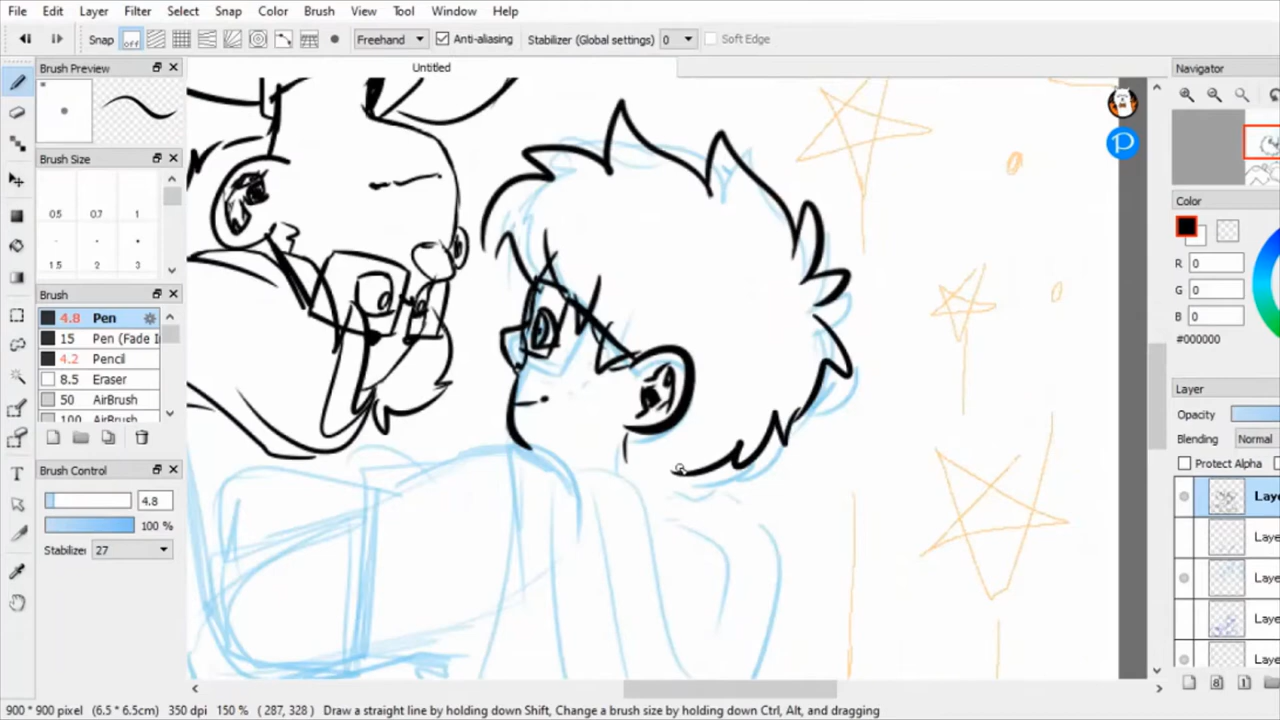 File Edit Layer Filter Select Snap Color Brush View Tool Window Help
Snap off Freehand Anti-aliasing Stabilizer (Global settings) 0 Soft Edge
Brush Preview
Untitled
Navigator
Brush Size
0.5 0.7 1
1.5 2 3
Brush
4.8 Pen
15 Pen (Fade I
4.2 Pencil
8.5 Eraser
50 AirBrush
100 AirBrush
Brush Control
4.8
100 %
Stabilizer 27
P
Color
R 0
G 0
B 0
#000000
Layer
Opacity
Blending Normal
Protect Alpha
Laye
Laye
Laye
Laye
Laye
900 * 900 pixel (6.5 * 6.5cm) 350 dpi 150 % ( 287, 328 ) Draw a straight line by holding down Shift, Change a brush size by holding down Ctrl, Alt, and dragging